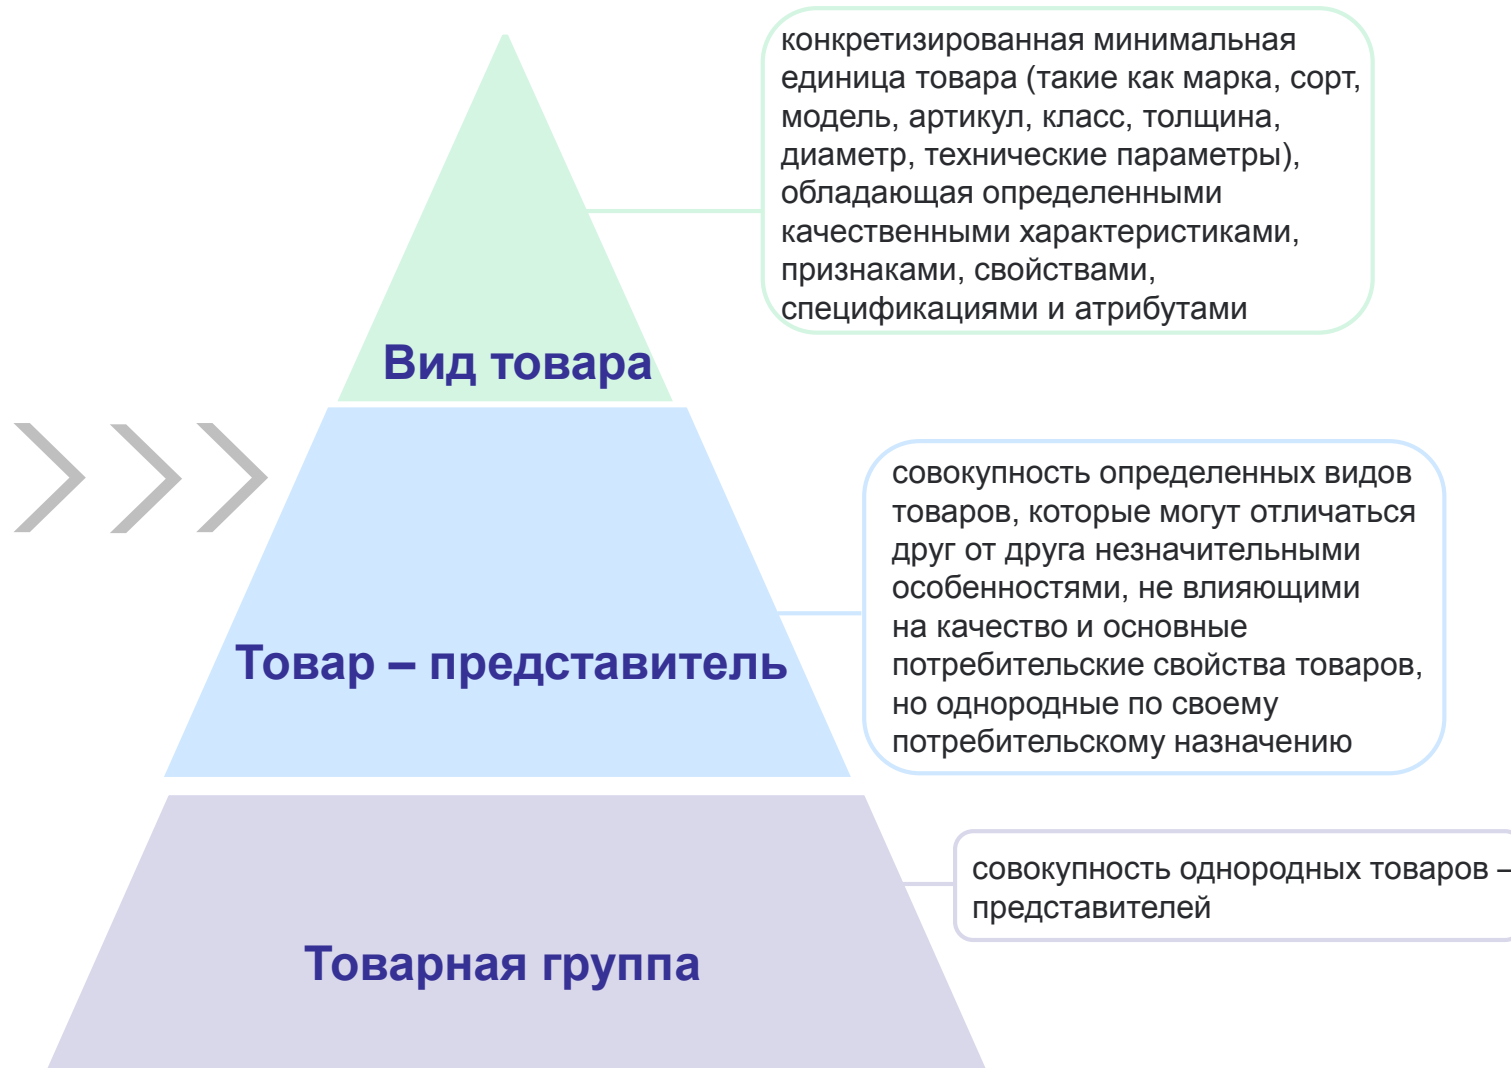 конкретизированная минимальная
единица товара (такие как марка, сорт,
модель, артикул, класс, толщина,
диаметр, технические параметры),
обладающая определенными
качественными характеристиками,
признаками, свойствами,
спецификациями и атрибутами
Вид товара
совокупность определенных видов
товаров, которые могут отличаться
друг от друга незначительными
особенностями, не влияющими
на качество и основные
потребительские свойства товаров,
но однородные по своему
потребительскому назначению
Товар – представитель
совокупность однородных товаров –
представителей
Товарная группа